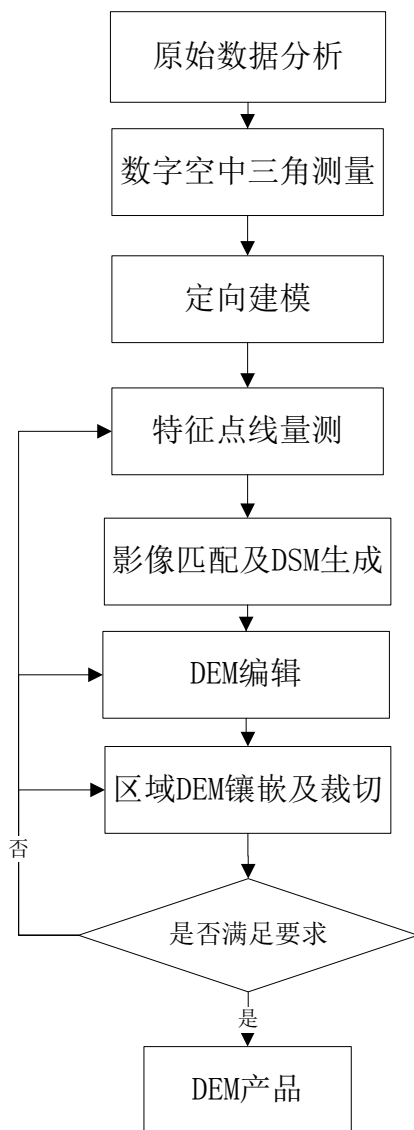 原始数据分析
数字空中三角测量
定向建模
特征点线量测
影像匹配及DSM生成
DEM编辑
区域DEM镶嵌及裁切
否
是否满足要求
是
DEM产品